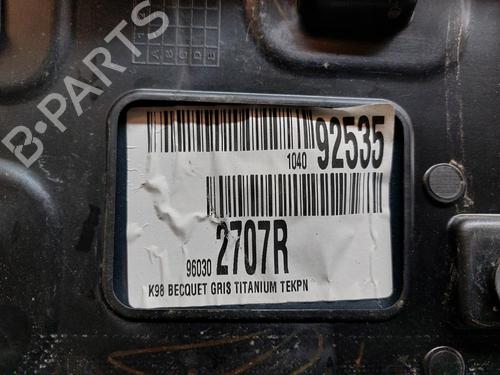 B-PARTS
A B C D E
1040 92535
96030 2707R
K98 BECQUET GRIS TITANIUM TEKPN